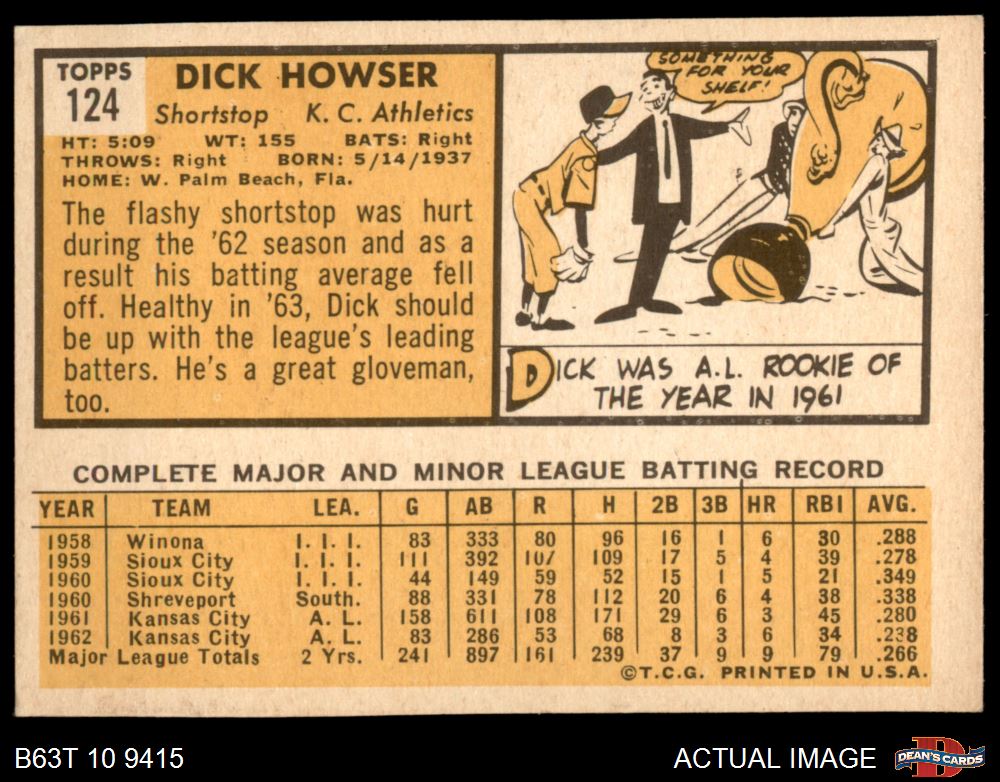 TOPPS
124
DICK HOWSER
Shortstop K. C. Athletics
HT: 5:09 WT: 155 BATS: Right
THROWS: Right BORN: 5/14/1937
HOME: W. Palm Beach, Fla.
The flashy shortstop was hurt
during the '62 season and as a
result his batting average fell
off. Healthy in '63, Dick should
be up with the league's leading
batters. He's a great gloveman,
too.
SOMETHING
FOR YOUR
SHELF!
DICK WAS A.L. ROOKIE OF
THE YEAR IN 1961
COMPLETE MAJOR AND MINOR LEAGUE BATTING RECORD
YEAR TEAM LEA. G AB R H 2B 3B HR RBI AVG.
1958 Winona I. I. I. 83 333 80 96 16 1 6 30 .288
1959 Sioux City I. I. I. 111 392 107 109 17 5 4 39 .278
1960 Sioux City I. I. I. 44 149 59 52 15 1 5 21 .349
1960 Shreveport South. 88 331 78 112 20 6 4 38 .338
1961 Kansas City A. L. 158 611 108 171 29 6 3 45 .280
1962 Kansas City A. L. 83 286 53 68 8 3 6 34 .238
Major League Totals 2 Yrs. 241 897 161 239 37 9 9 79 .266
©T.C.G. PRINTED IN U.S.A.
B63T 10 9415
ACTUAL IMAGE
DEAN'S CARDS